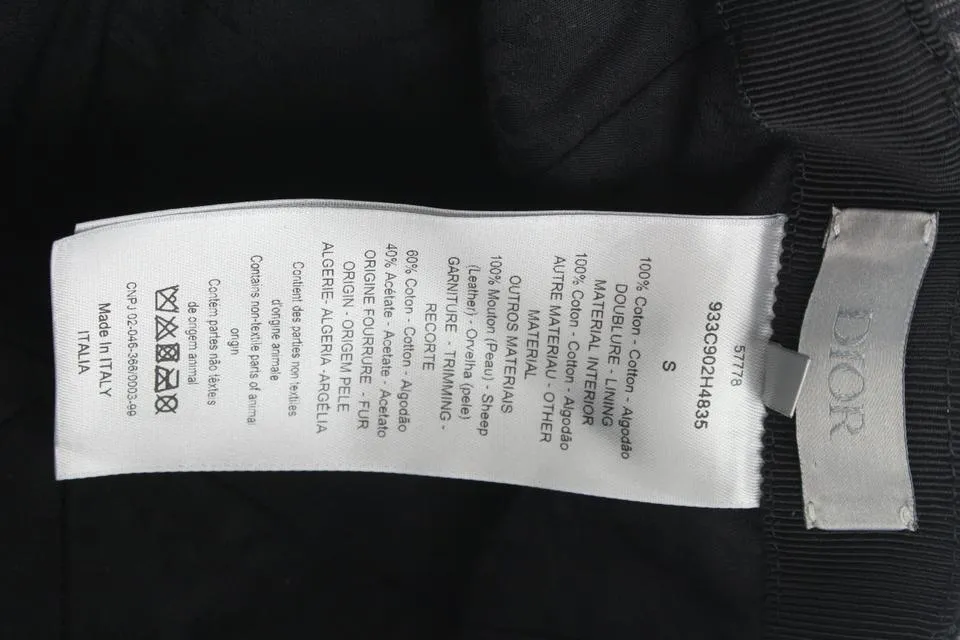 DIOR
57778
933C902H4835
S
100% Coton - Cotton - Algodão
DOUBLURE - LINING
MATERIAL INTERIOR
100% Coton - Cotton - Algodão
AUTRE MATERIAU - OTHER
MATERIAL
OUTROS MATERIAIS
100% Mouton (Peau) - Sheep
(Leather) - Orvelha (pele)
GARNITURE - TRIMMING -
RECORTE
60% Coton - Cotton - Algodão
40% Acétate - Acetate - Acetato
ORIGINE FOURRURE - FUR
ORIGIN - ORIGEM PELE
ALGERIE- ALGERIA -ARGÉLIA
Contient des parties non textiles
d'origine animale
Contains non-textile parts of animal
origin
Contém partes não têxteis
de origem animal
CNPJ 02-046-366/0003-99
Made In ITALY
ITALIA